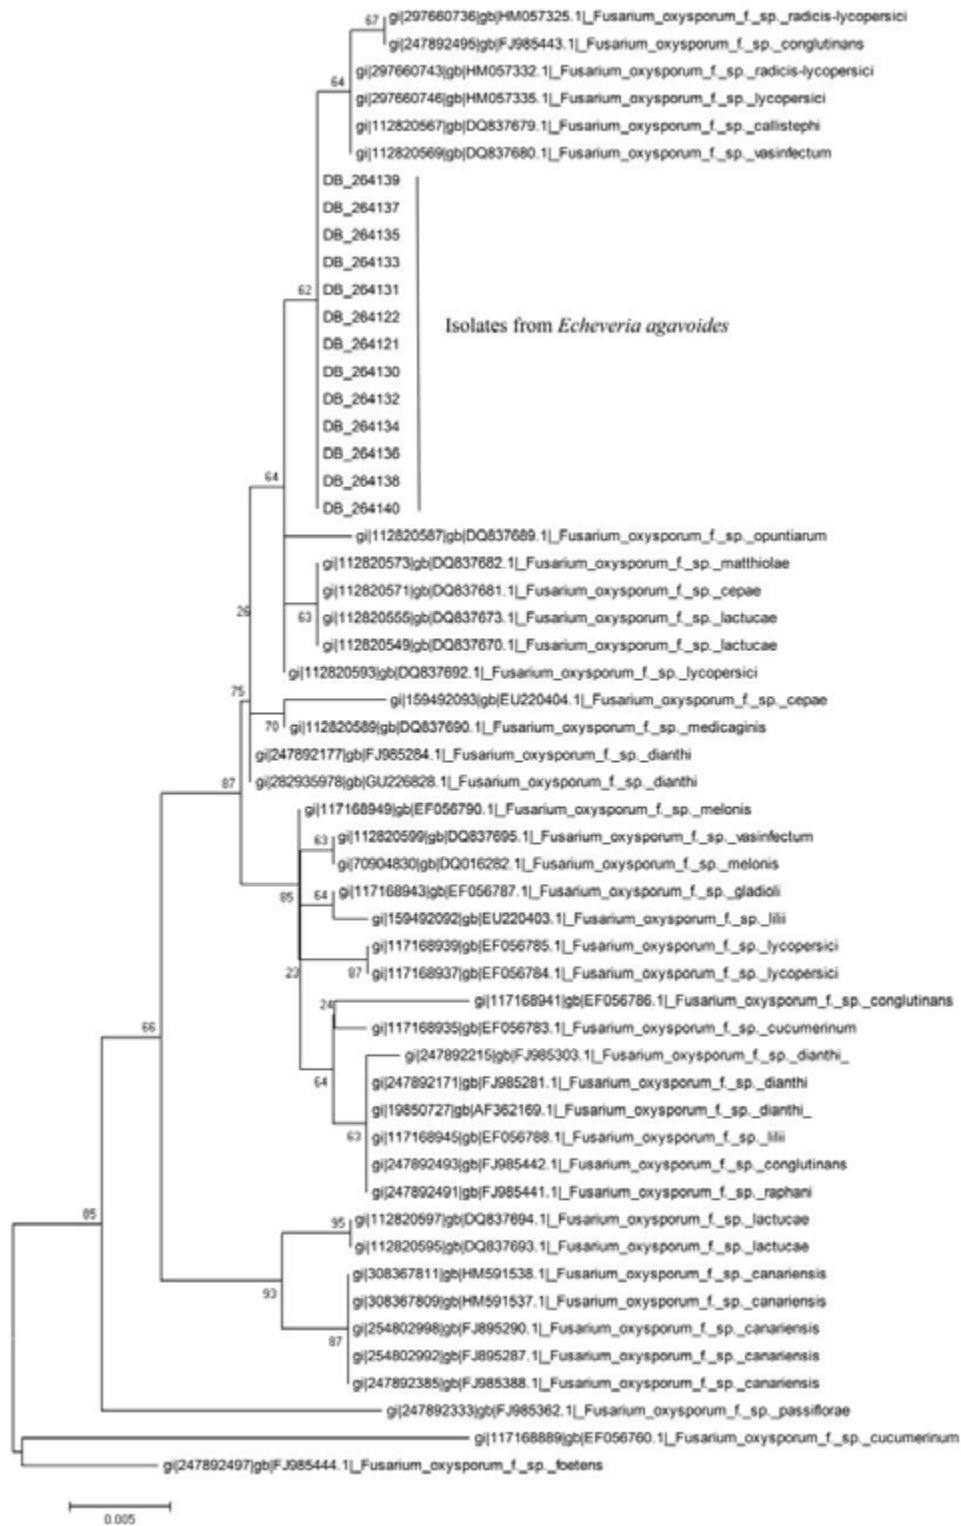 67
gi|297660736|gb|HM057325.1|_Fusarium_oxysporum_f._sp._radicis-lycopersici
gi|247892495|gb|FJ985443.1|_Fusarium_oxysporum_f._sp._conglutinans
64
gi|297660743|gb|HM057332.1|_Fusarium_oxysporum_f._sp._radicis-lycopersici
gi|297660746|gb|HM057335.1|_Fusarium_oxysporum_f._sp._lycopersici
gi|112820567|gb|DQ837679.1|_Fusarium_oxysporum_f._sp._callistephi
gi|112820569|gb|DQ837680.1|_Fusarium_oxysporum_f._sp._vasinfectum
DB_264139
DB_264137
DB_264135
DB_264133
62
DB_264131
DB_264122
Isolates from Echeveria agavoides
DB_264121
DB_264130
DB_264132
DB_264134
DB_264136
64
DB_264138
DB_264140
gi|112820587|gb|DQ837689.1|_Fusarium_oxysporum_f._sp._opuntiarum
gi|112820573|gb|DQ837682.1|_Fusarium_oxysporum_f._sp._matthiolae
gi|112820571|gb|DQ837681.1|_Fusarium_oxysporum_f._sp._cepae
26
63
gi|112820555|gb|DQ837673.1|_Fusarium_oxysporum_f._sp._lactucae
gi|112820549|gb|DQ837670.1|_Fusarium_oxysporum_f._sp._lactucae
gi|112820593|gb|DQ837692.1|_Fusarium_oxysporum_f._sp._lycopersici
75
gi|159492093|gb|EU220404.1|_Fusarium_oxysporum_f._sp._cepae
70
gi|112820589|gb|DQ837690.1|_Fusarium_oxysporum_f._sp._medicaginis
gi|247892177|gb|FJ985284.1|_Fusarium_oxysporum_f._sp._dianthi
87
gi|282935978|gb|GU226828.1|_Fusarium_oxysporum_f._sp._dianthi
gi|117168949|gb|EF056790.1|_Fusarium_oxysporum_f._sp._melonis
63
gi|112820599|gb|DQ837695.1|_Fusarium_oxysporum_f._sp._vasinfectum
gi|70904830|gb|DQ016282.1|_Fusarium_oxysporum_f._sp._melonis
85
64
gi|117168943|gb|EF056787.1|_Fusarium_oxysporum_f._sp._gladioli
gi|159492092|gb|EU220403.1|_Fusarium_oxysporum_f._sp._lilii
gi|117168939|gb|EF056785.1|_Fusarium_oxysporum_f._sp._lycopersici
23
87
gi|117168937|gb|EF056784.1|_Fusarium_oxysporum_f._sp._lycopersici
24
gi|117168941|gb|EF056786.1|_Fusarium_oxysporum_f._sp._conglutinans
66
gi|117168935|gb|EF056783.1|_Fusarium_oxysporum_f._sp._cucumerinum
gi|247892215|gb|FJ985303.1|_Fusarium_oxysporum_f._sp._dianthi_
64
gi|247892171|gb|FJ985281.1|_Fusarium_oxysporum_f._sp._dianthi
gi|19850727|gb|AF362169.1|_Fusarium_oxysporum_f._sp._dianthi_
63
gi|117168945|gb|EF056788.1|_Fusarium_oxysporum_f._sp._lilii
gi|247892493|gb|FJ985442.1|_Fusarium_oxysporum_f._sp._conglutinans
gi|247892491|gb|FJ985441.1|_Fusarium_oxysporum_f._sp._raphani
85
95
gi|112820597|gb|DQ837694.1|_Fusarium_oxysporum_f._sp._lactucae
gi|112820595|gb|DQ837693.1|_Fusarium_oxysporum_f._sp._lactucae
gi|308367811|gb|HM591538.1|_Fusarium_oxysporum_f._sp._canariensis
93
gi|308367809|gb|HM591537.1|_Fusarium_oxysporum_f._sp._canariensis
gi|254802998|gb|FJ895290.1|_Fusarium_oxysporum_f._sp._canariensis
87
gi|254802992|gb|FJ895287.1|_Fusarium_oxysporum_f._sp._canariensis
gi|247892385|gb|FJ985388.1|_Fusarium_oxysporum_f._sp._canariensis
gi|247892333|gb|FJ985362.1|_Fusarium_oxysporum_f._sp._passiflorae
gi|117168889|gb|EF056760.1|_Fusarium_oxysporum_f._sp._cucumerinum
gi|247892497|gb|FJ985444.1|_Fusarium_oxysporum_f._sp._foetens
0.005